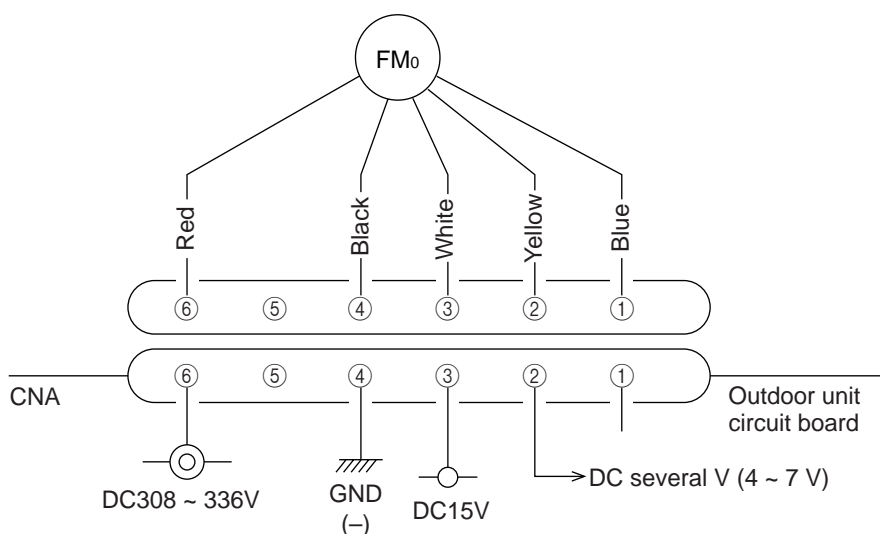 FM₀
Red
Black
White
Yellow
Blue
⑥ ⑤ ④ ③ ② ①
⑥ ⑤ ④ ③ ② ①
CNA
Outdoor unit
circuit board
DC308 ~ 336V
GND
(–)
DC15V
DC several V (4 ~ 7 V)